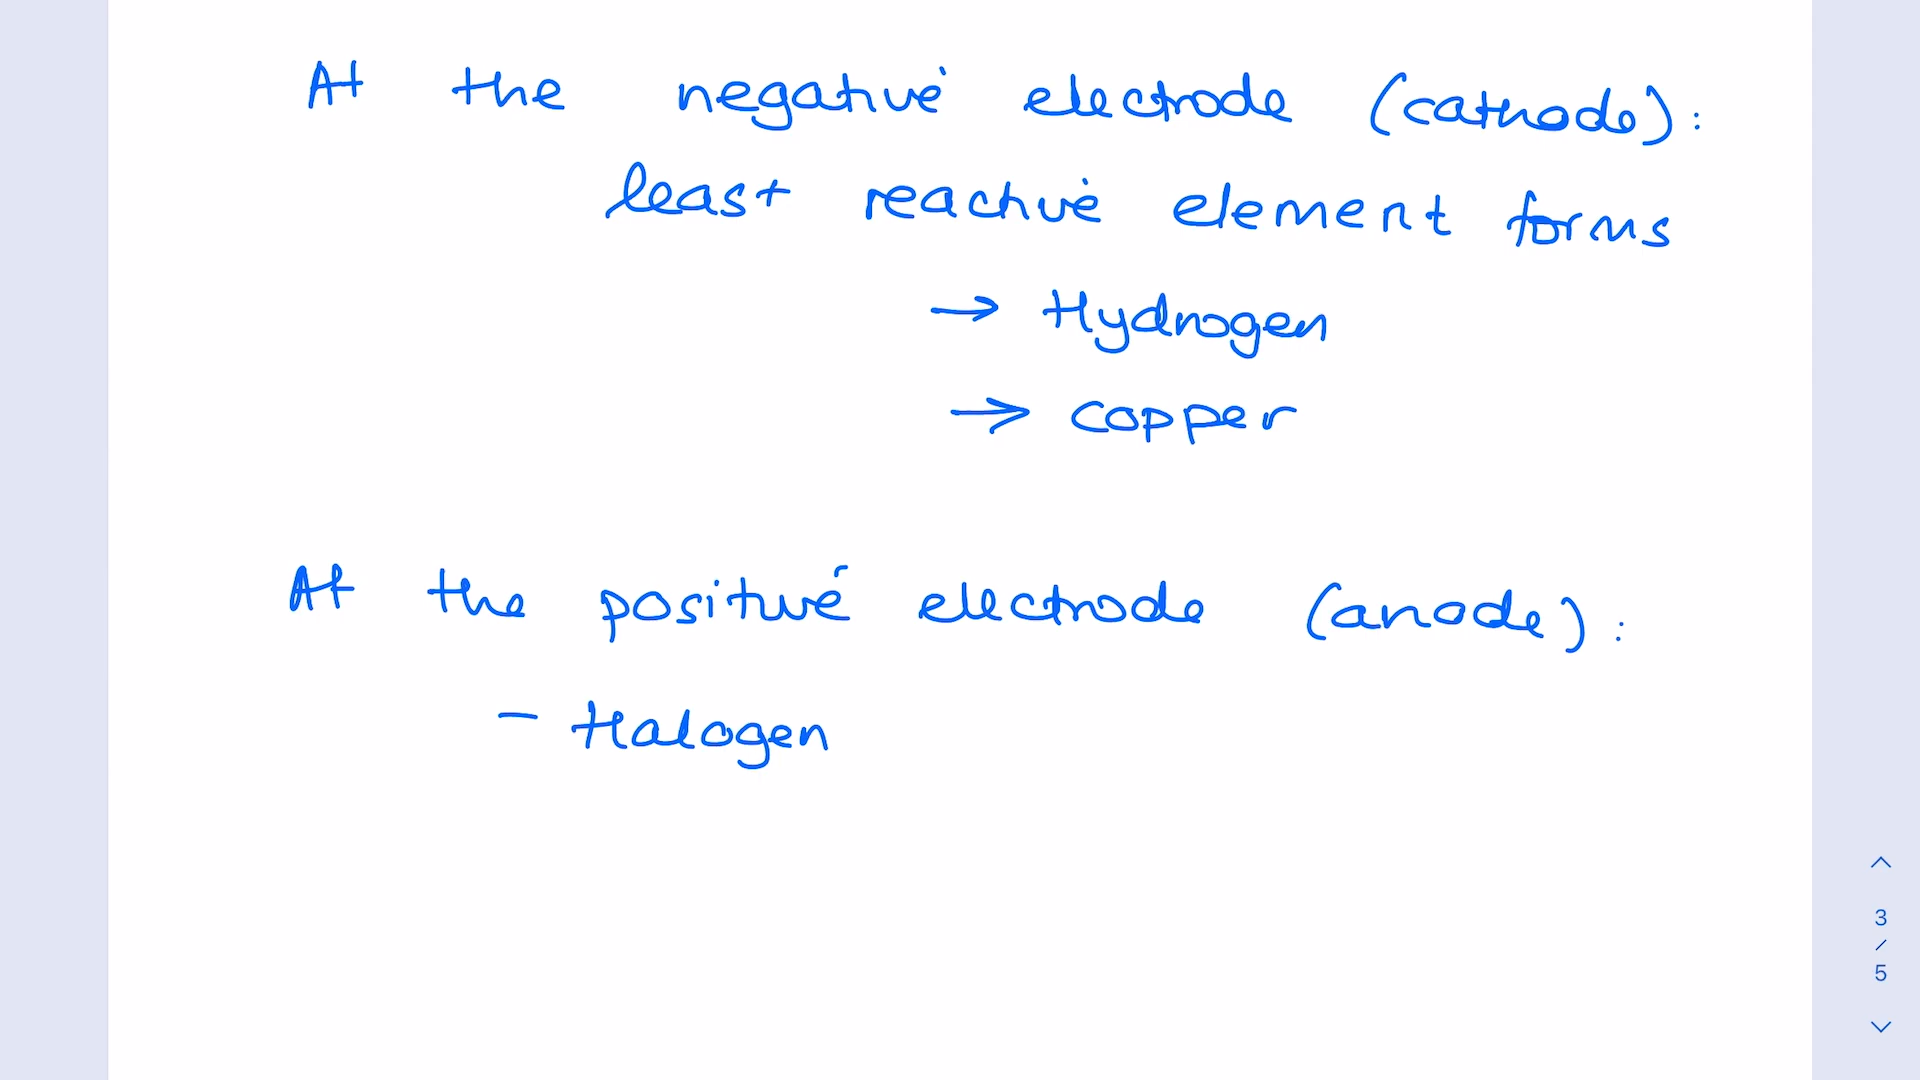 At the negative electrode (cathode):
least reactive element forms
→ Hydrogen
→ copper
At the positive electrode (anode):
- Halogen
3
/
5